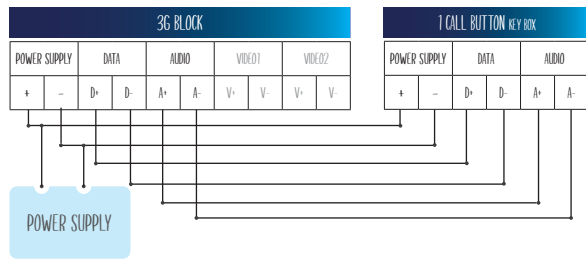 3G BLOCK
1 CALL BUTTON KEY BOX
POWER SUPPLY DATA AUDIO VIDEO1 VIDEO2
POWER SUPPLY DATA AUDIO
+ - D+ D- A+ A- V+ V- V+ V-
+ - D+ D- A+ A-
POWER SUPPLY